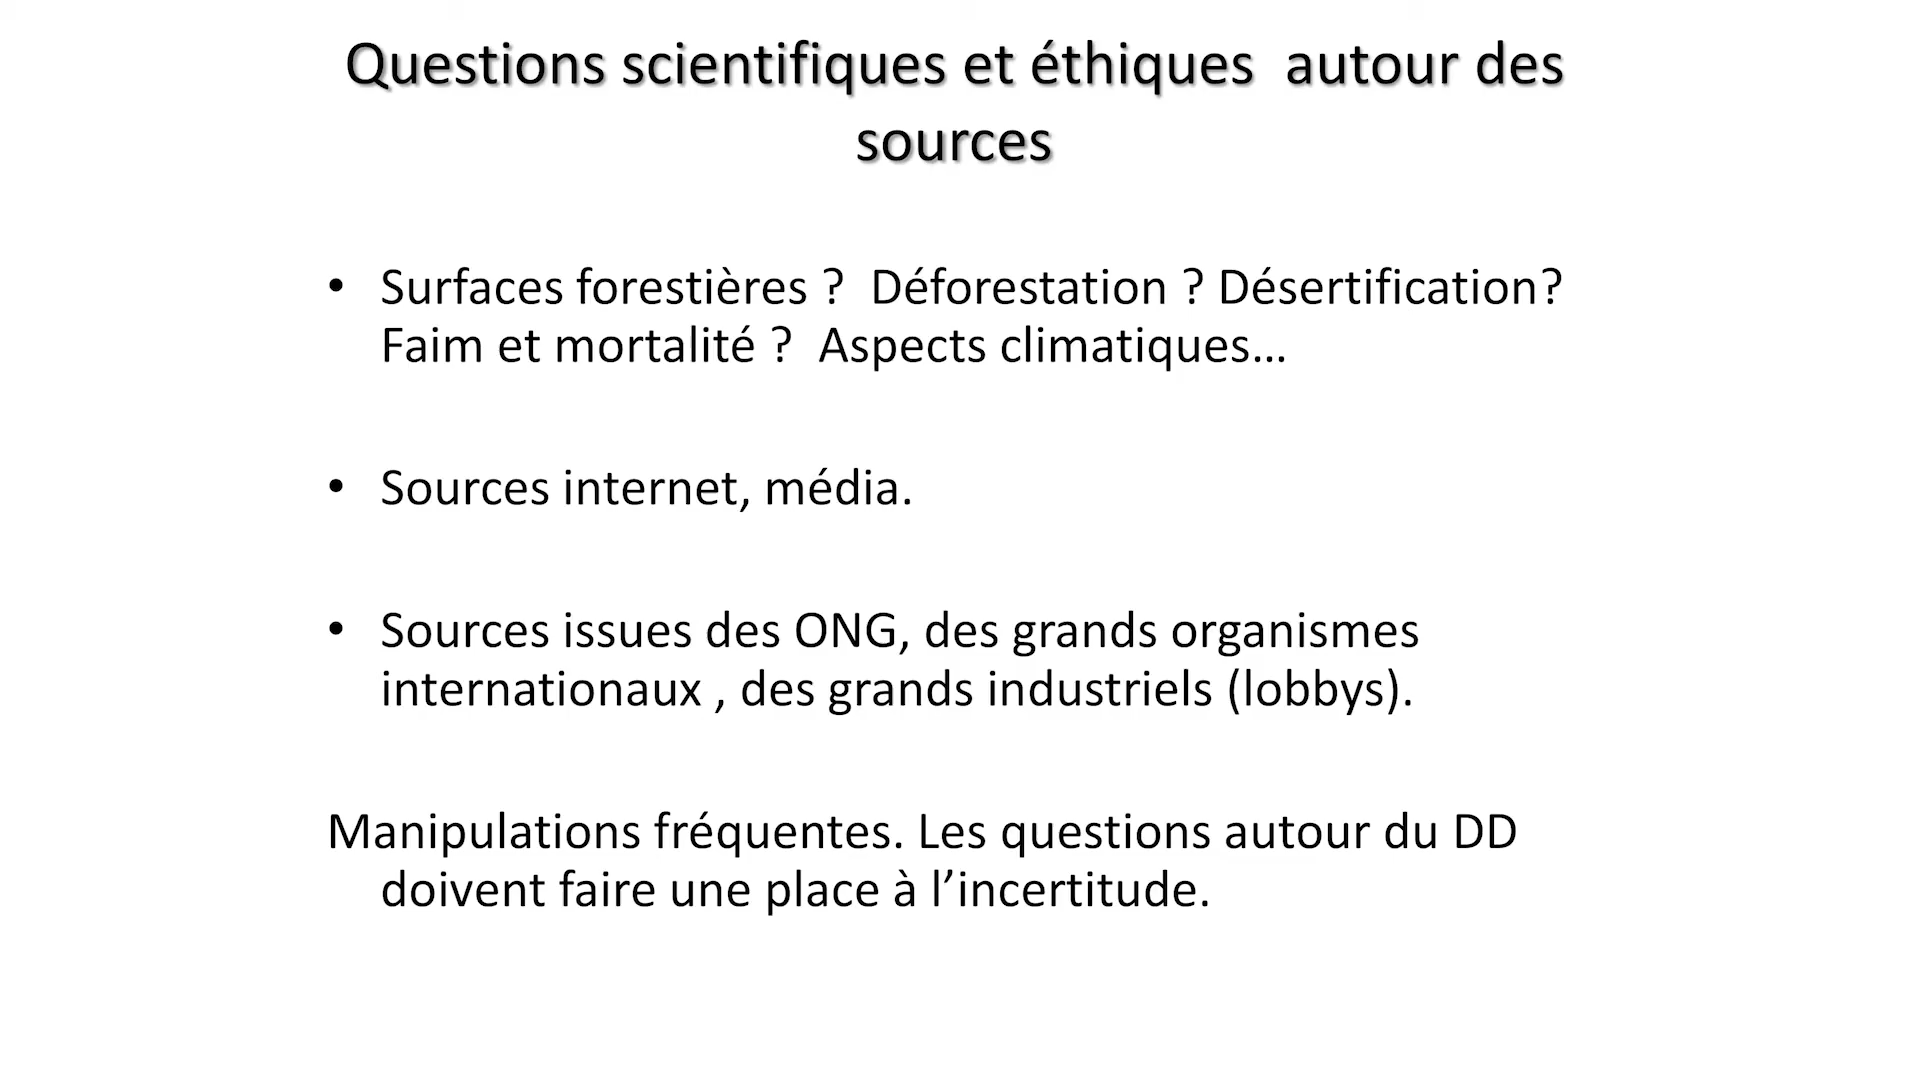 Questions scientifiques et éthiques  autour des
sources
• Surfaces forestières ?  Déforestation ? Désertification?
Faim et mortalité ?  Aspects climatiques…
• Sources internet, média.
• Sources issues des ONG, des grands organismes
internationaux , des grands industriels (lobbys).
Manipulations fréquentes. Les questions autour du DD
doivent faire une place à l’incertitude.